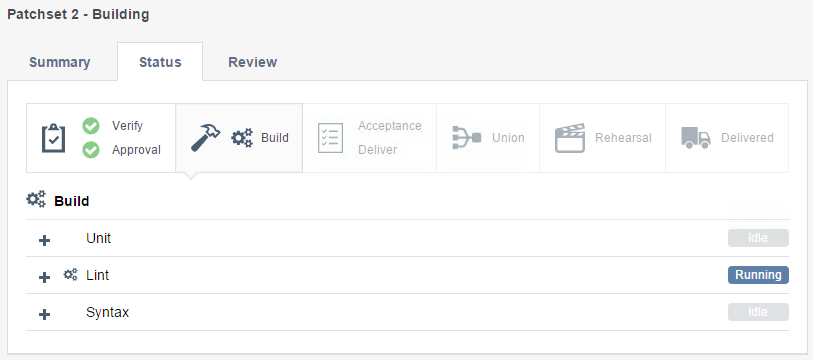 Patchset 2 - Building
Summary Status Review
Verify
Approval
Build
Acceptance
Deliver
Union
Rehearsal
Delivered
Build
Unit Idle
Lint Running
Syntax Idle